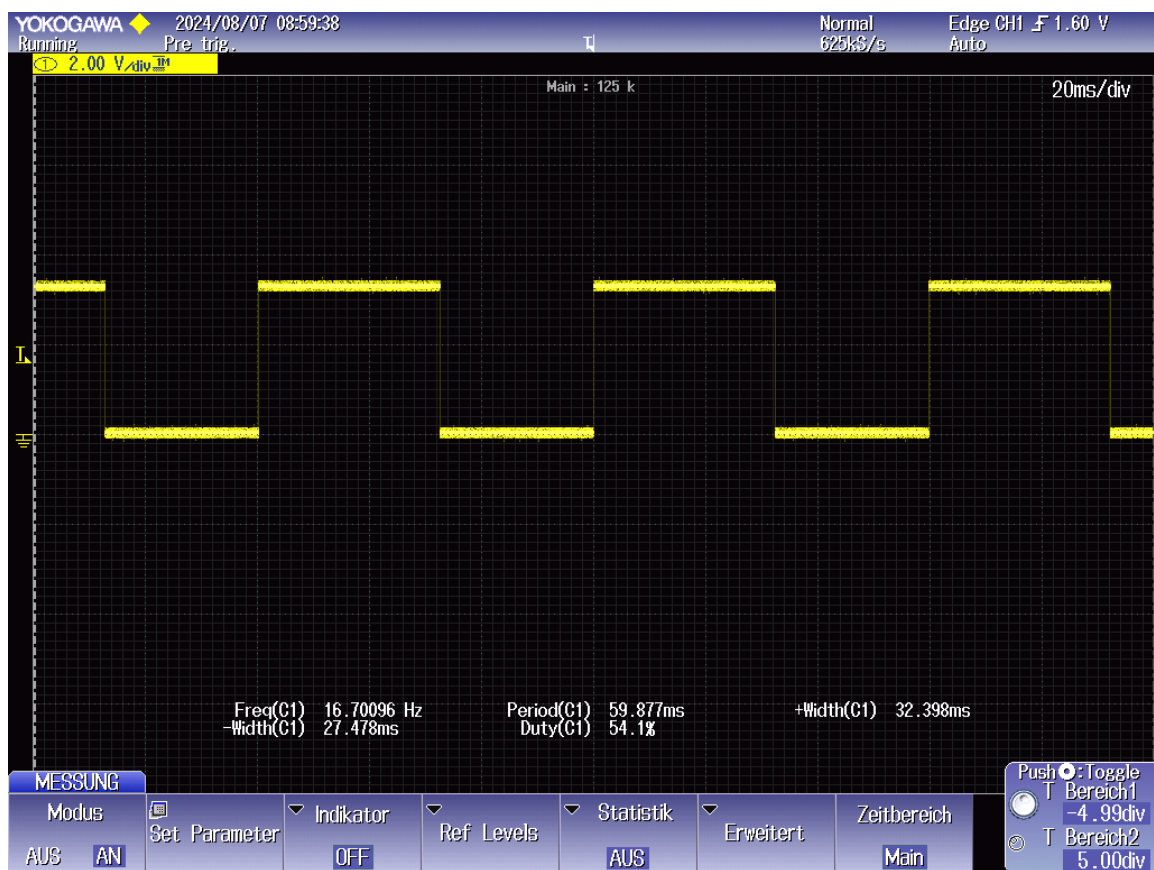 YOKOGAWA 2024/08/07 08:59:38 Normal Edge CH1 1.60 V
Running Pre trig. T 625kS/s Auto
① 2.00 V/div 1M
Main : 125 k 20ms/div
T
Freq(C1) 16.70096 Hz Period(C1) 59.877ms +Width(C1) 32.398ms
-Width(C1) 27.478ms Duty(C1) 54.1%
MESSUNG
Modus
AUS AN
Set Parameter
Indikator
OFF
Ref Levels
Statistik
AUS
Erweitert
Zeitbereich
Main
Push :Toggle
T Bereich1
-4.99div
T Bereich2
5.00div